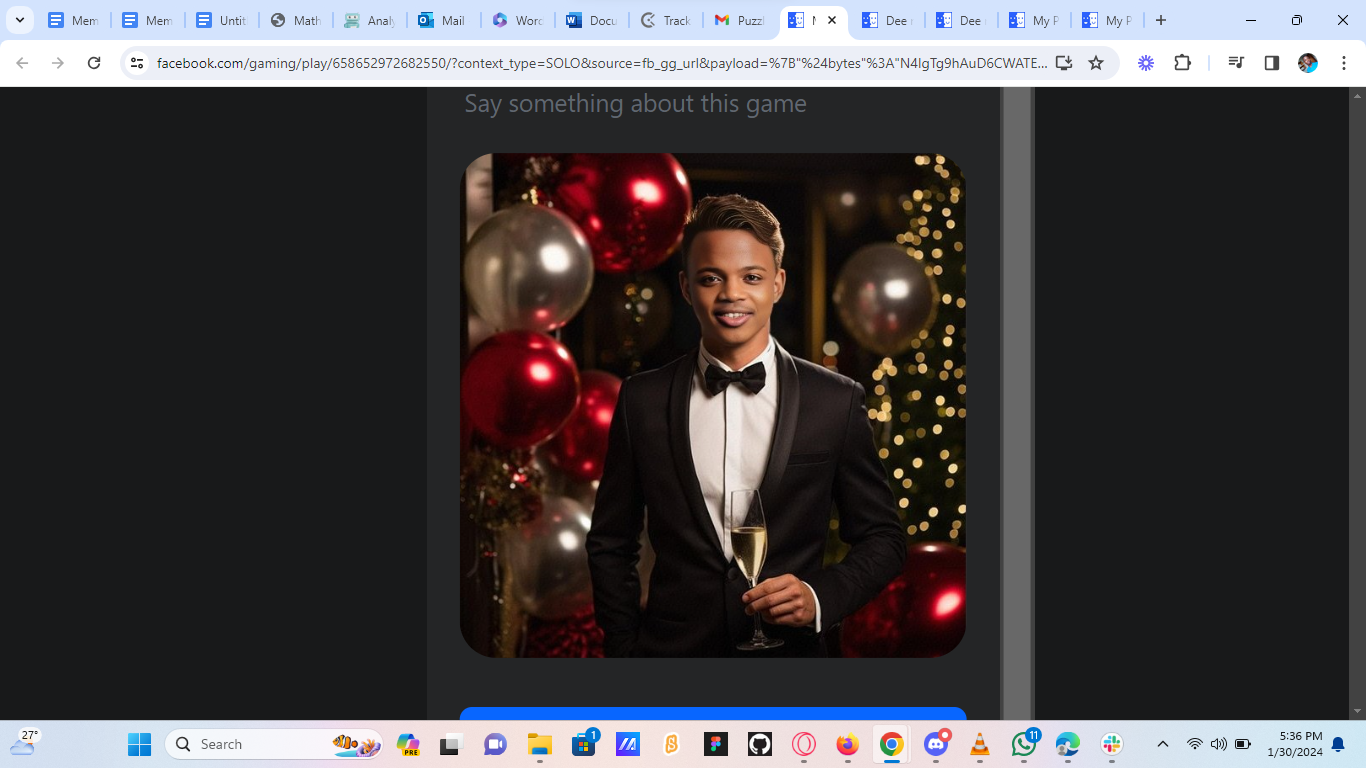 Mem
Mem
Untit
Math
Analy
Mail
Word
Docu
Track
Puzzl
Dee
Dee
My P
My P
facebook.com/gaming/play/658652972682550/?context_type=SOLO&source=fb_gg_url&payload=%7B"%24bytes"%3A"N4IgTg9hAuD6CWATE...
Say something about this game
27°
Search
PRE
1
11
5:36 PM
1/30/2024